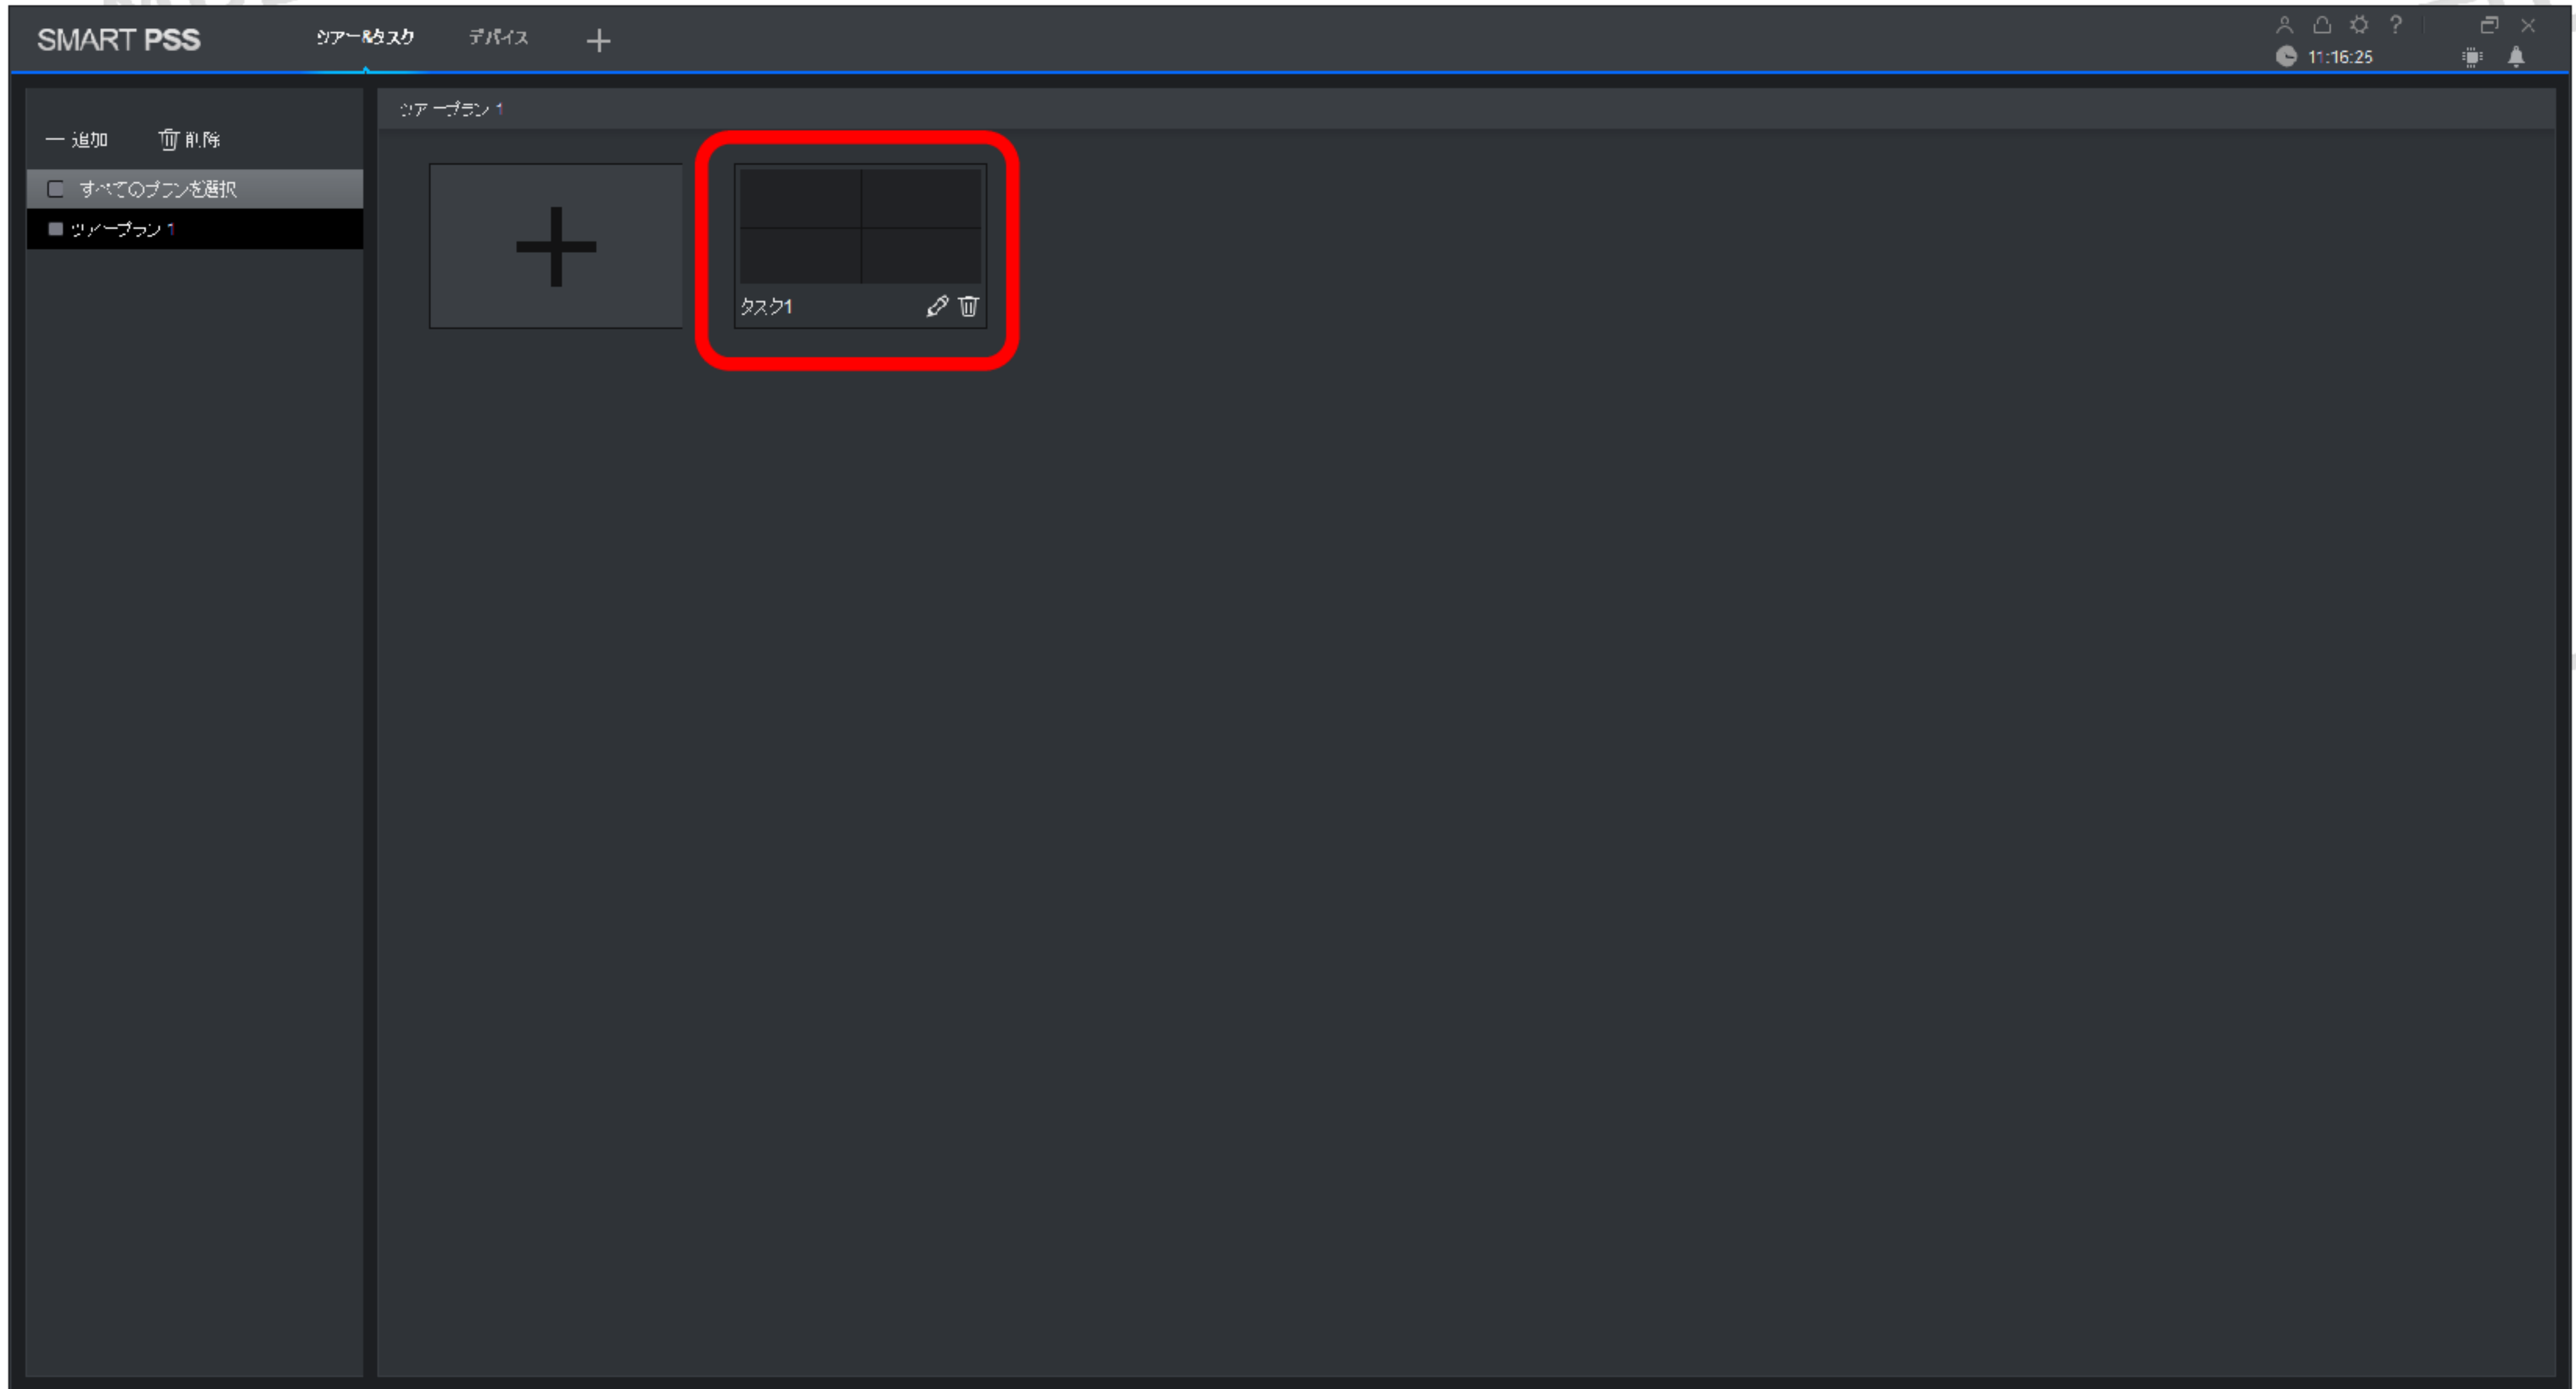 SMART PSS
ツアー&タスク
デバイス
11:16:25
追加
削除
すべてのプランを選択
ツアープラン 1
ツアープラン 1
タスク1